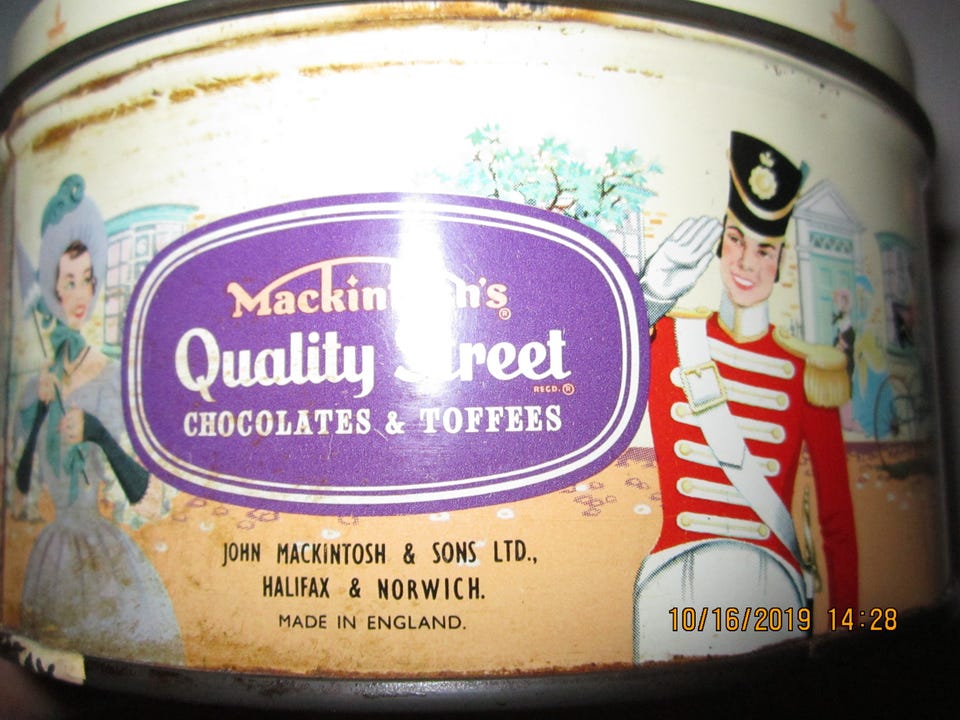 Mackintosh's ®
Quality Street
REGD. ®
CHOCOLATES & TOFFEES
JOHN MACKINTOSH & SONS LTD.,
HALIFAX & NORWICH.
MADE IN ENGLAND.
10/16/2019 14:28